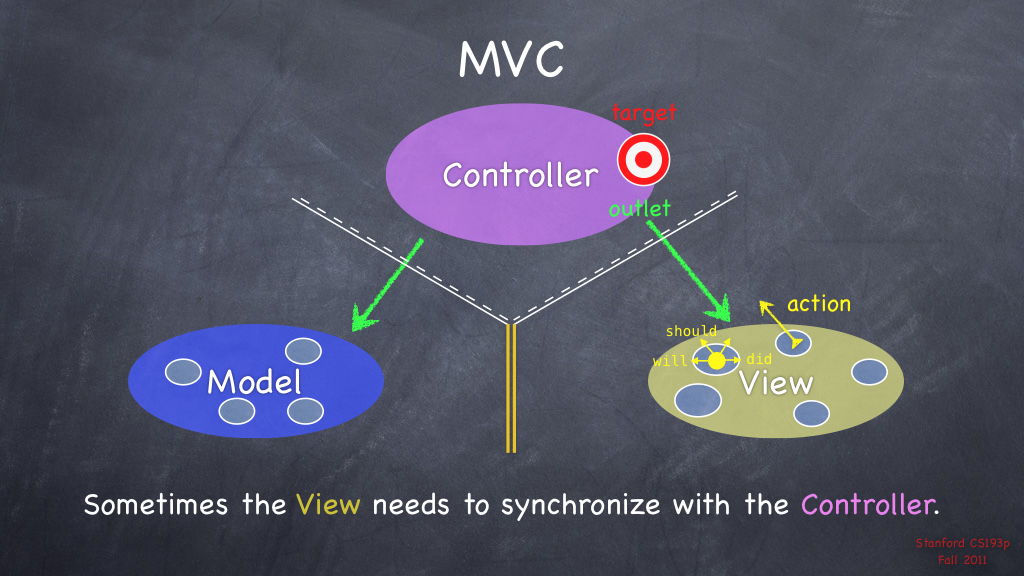 MVC
target
Controller
outlet
action
should
will
did
Model
View
Sometimes the View needs to synchronize with the Controller.
Stanford CS193p
Fall 2011